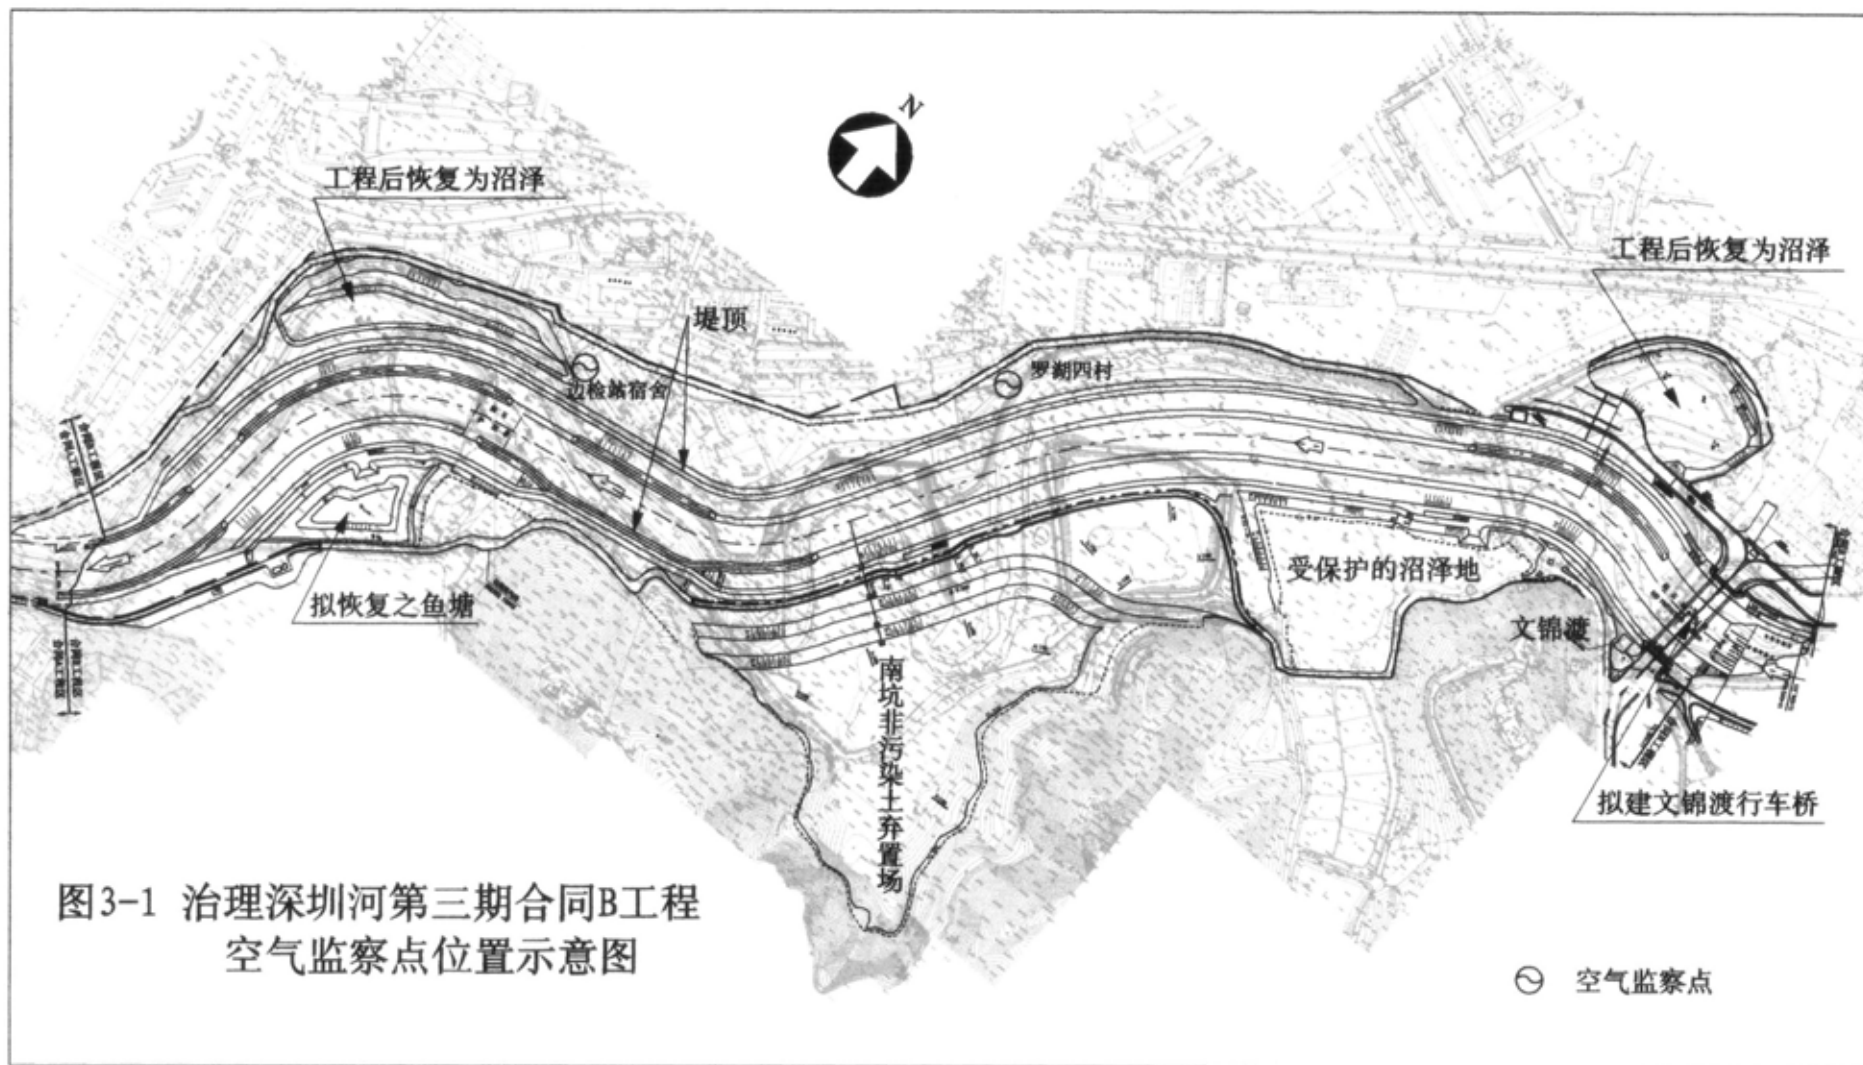 N
工程后恢复为沼泽
工程后恢复为沼泽
堤顶
罗湖四村
边检站宿舍
受保护的沼泽地
拟恢复之鱼塘
文锦渡
南坑非污染土弃置场
拟建文锦渡行车桥
图3-1 治理深圳河第三期合同B工程
空气监察点位置示意图
空气监察点